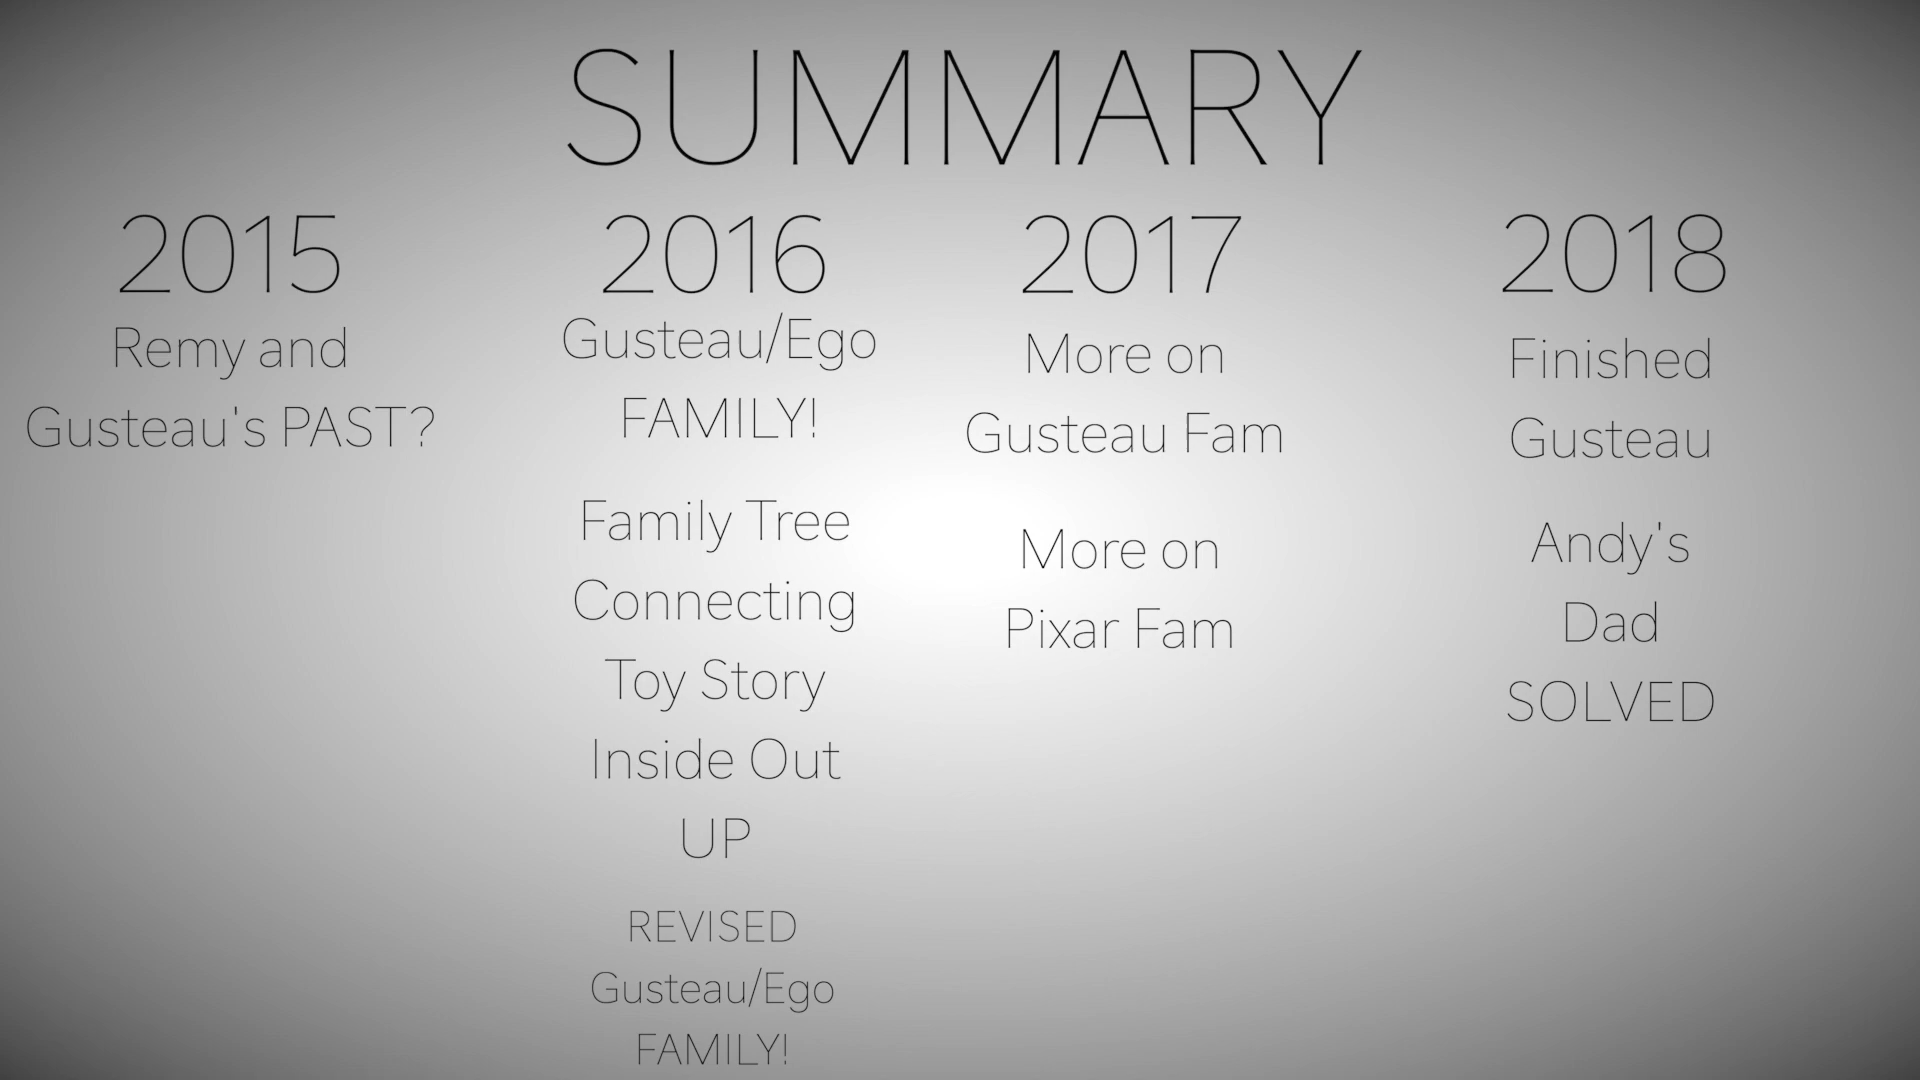 SUMMARY
2015
Remy and
Gusteau's PAST?
2016
Gusteau/Ego
FAMILY!
Family Tree
Connecting
Toy Story
Inside Out
UP
REVISED
Gusteau/Ego
FAMILY!
2017
More on
Gusteau Fam
More on
Pixar Fam
2018
Finished
Gusteau
Andy's
Dad
SOLVED